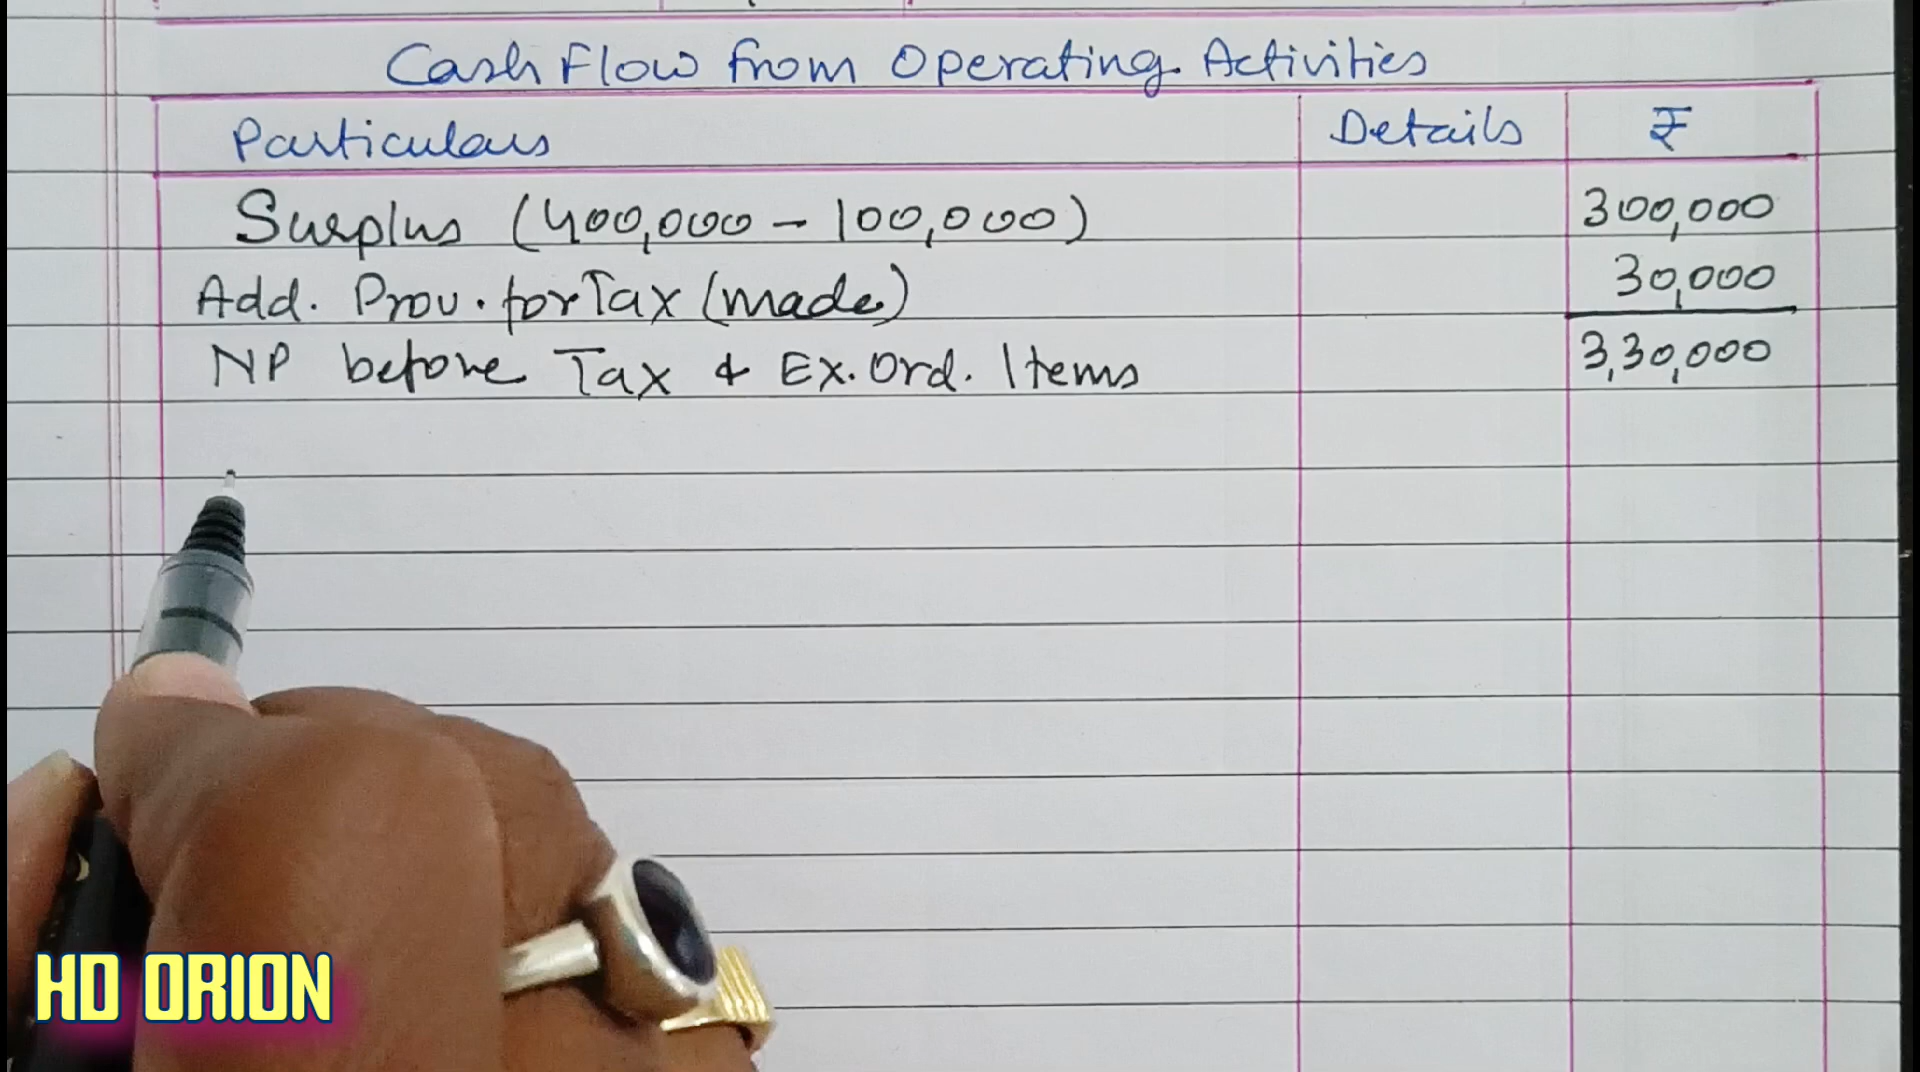 Cash Flow from Operating Activities
Particulars Details ₹
Surplus (400,000 - 100,000) 300,000
Add. Prov. for Tax (made) 30,000
NP before Tax & Ex. Ord. Items 3,30,000
HD ORION